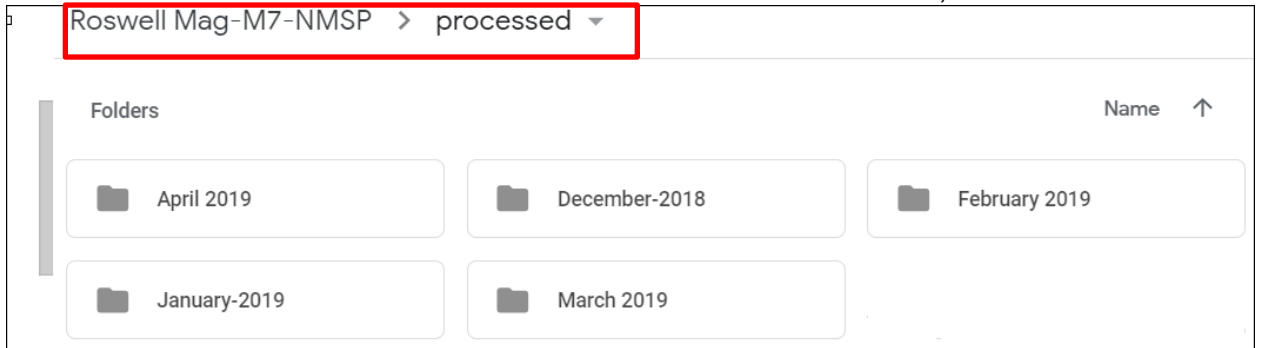 Roswell Mag-M7-NMSP > processed
Folders
Name ↑
April 2019
December-2018
February 2019
January-2019
March 2019